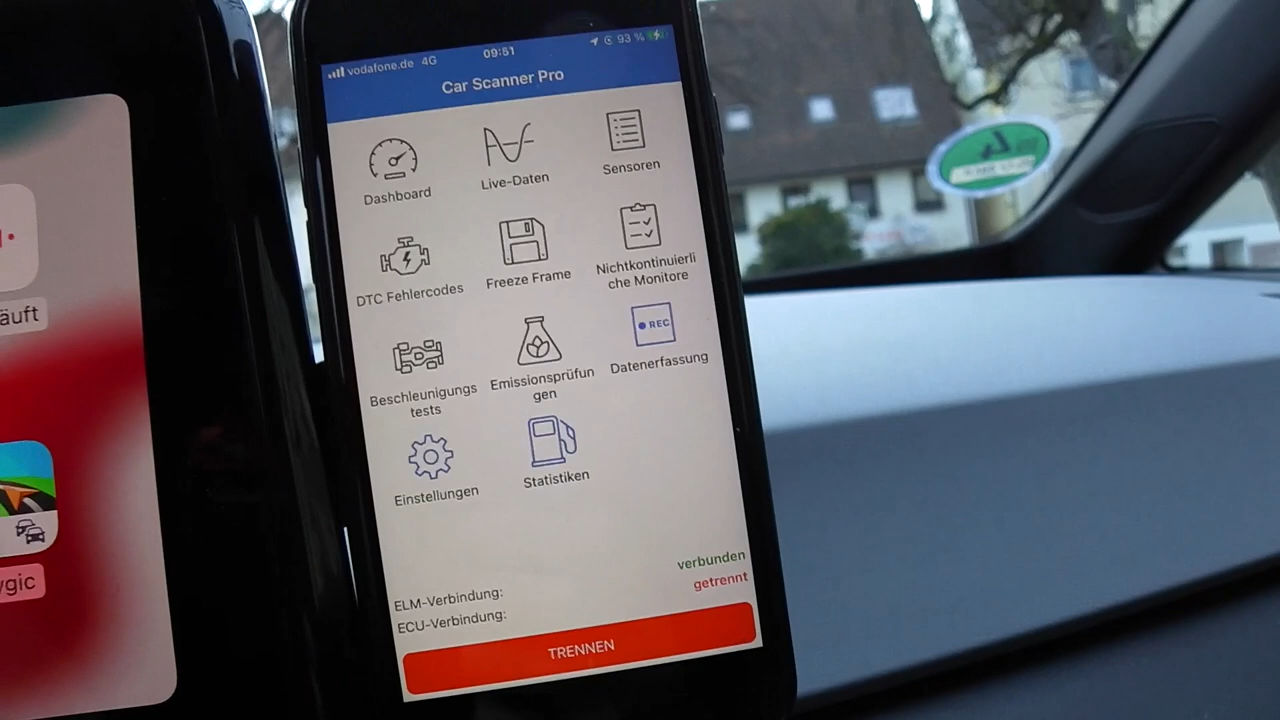 vodafone.de 4G
09:51
93 %
Car Scanner Pro
Dashboard
Live-Daten
Sensoren
DTC Fehlercodes
Freeze Frame
Nichtkontinuierli
che Monitore
Beschleunigungs
tests
Emissionsprüfun
gen
REC
Datenerfassung
Einstellungen
Statistiken
ELM-Verbindung:
verbunden
ECU-Verbindung:
getrennt
TRENNEN
äuft
ygic